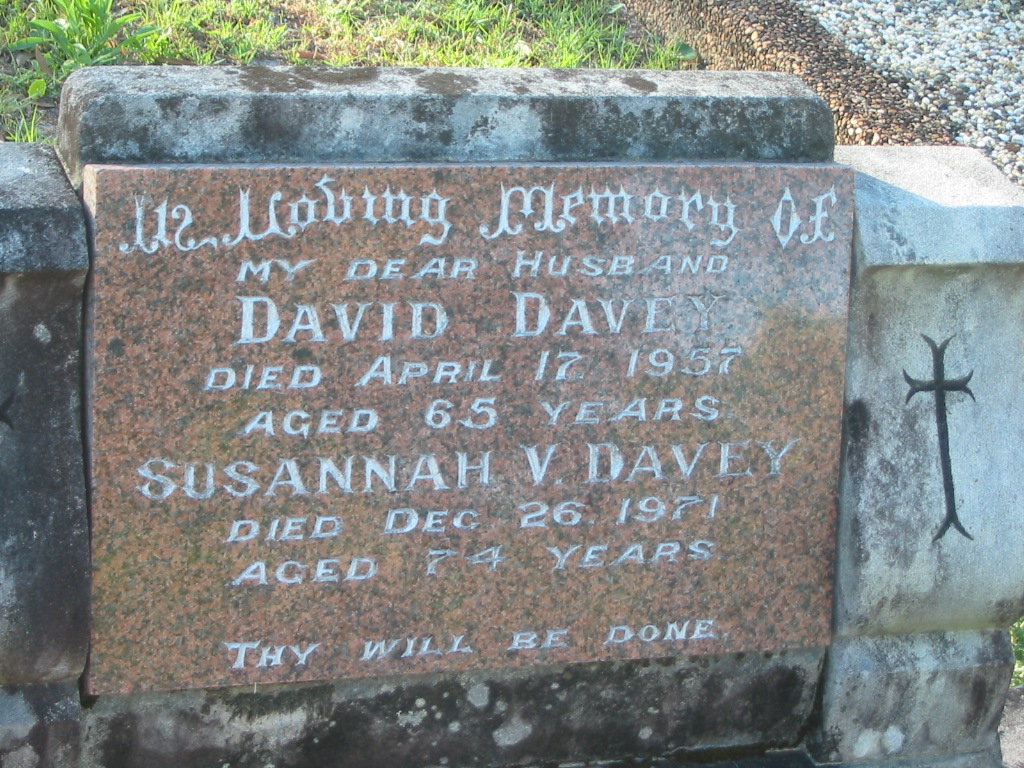 In Loving Memory Of
MY DEAR HUSBAND
DAVID DAVEY
DIED APRIL 17. 1957
AGED 65 YEARS
SUSANNAH V. DAVEY
DIED DEC 26. 1971
AGED 74 YEARS
THY WILL BE DONE.